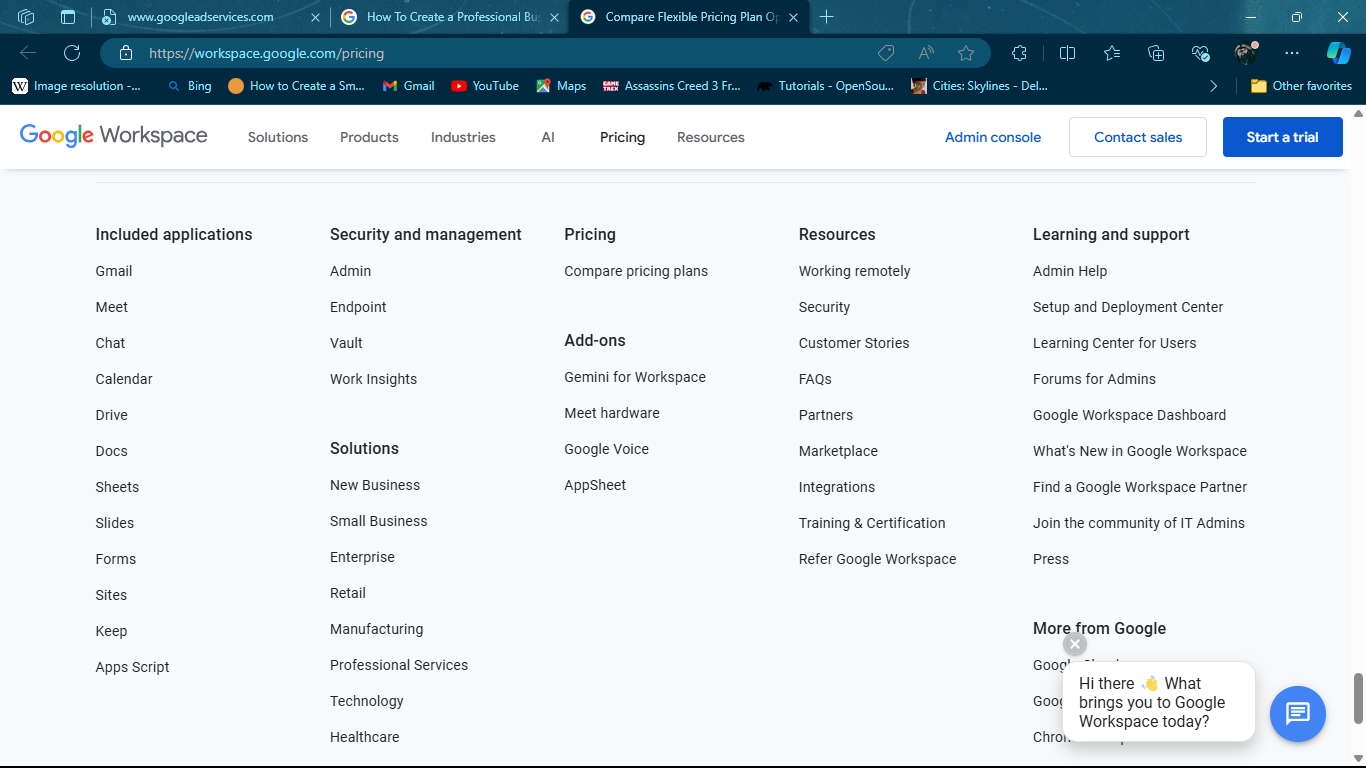 www.googleadservices.com
How To Create a Professional Bus
Compare Flexible Pricing Plan Op
https://workspace.google.com/pricing
Image resolution -...
Bing
How to Create a Sm...
Gmail
YouTube
Maps
Assassins Creed 3 Fr...
Tutorials - OpenSou...
Cities: Skylines - Del...
Other favorites
Google Workspace
Solutions
Products
Industries
AI
Pricing
Resources
Admin console
Contact sales
Start a trial
Included applications
Gmail
Meet
Chat
Calendar
Drive
Docs
Sheets
Slides
Forms
Sites
Keep
Apps Script
Security and management
Admin
Endpoint
Vault
Work Insights
Solutions
New Business
Small Business
Enterprise
Retail
Manufacturing
Professional Services
Technology
Healthcare
Pricing
Compare pricing plans
Add-ons
Gemini for Workspace
Meet hardware
Google Voice
AppSheet
Resources
Working remotely
Security
Customer Stories
FAQs
Partners
Marketplace
Integrations
Training & Certification
Refer Google Workspace
Learning and support
Admin Help
Setup and Deployment Center
Learning Center for Users
Forums for Admins
Google Workspace Dashboard
What's New in Google Workspace
Find a Google Workspace Partner
Join the community of IT Admins
Press
More from Google
Hi there 👋 What
brings you to Google
Workspace today?